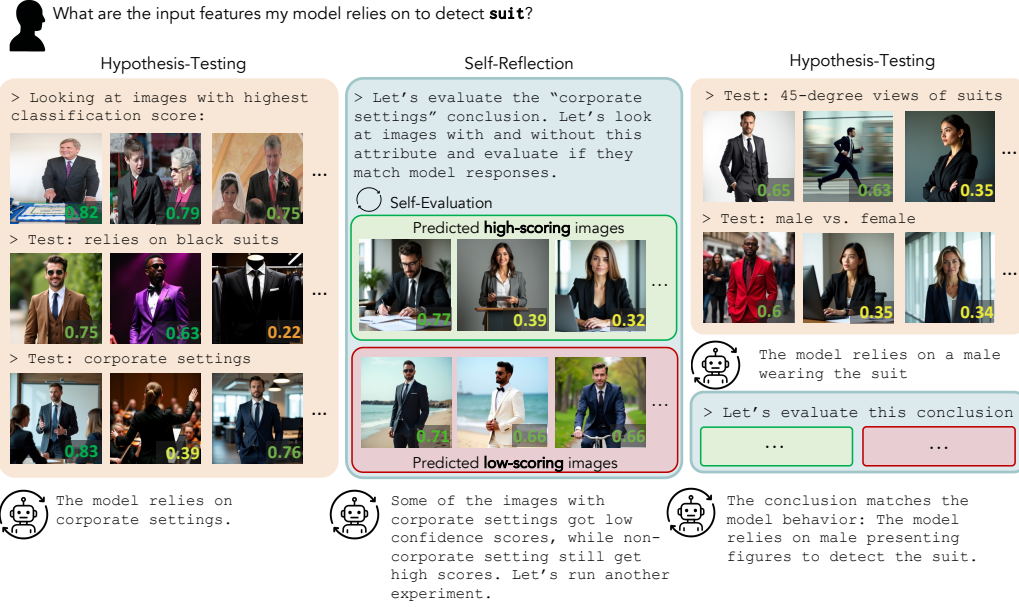 What are the input features my model relies on to detect suit?
Hypothesis-Testing
> Looking at images with highest
classification score:
0.82
0.79
0.75
...
> Test: relies on black suits
0.75
0.63
0.22
...
> Test: corporate settings
0.83
0.39
0.76
...
The model relies on
corporate settings.
Self-Reflection
> Let's evaluate the "corporate
settings" conclusion. Let's look
at images with and without this
attribute and evaluate if they
match model responses.
Self-Evaluation
Predicted high-scoring images
0.77
0.39
0.32
...
0.71
0.66
0.66
...
Predicted low-scoring images
Some of the images with
corporate settings got low
confidence scores, while non-
corporate setting still get
high scores. Let's run another
experiment.
Hypothesis-Testing
> Test: 45-degree views of suits
0.65
0.63
0.35
...
> Test: male vs. female
0.6
0.35
0.34
...
The model relies on a male
wearing the suit
> Let's evaluate this conclusion
...
...
The conclusion matches the
model behavior: The model
relies on male presenting
figures to detect the suit.